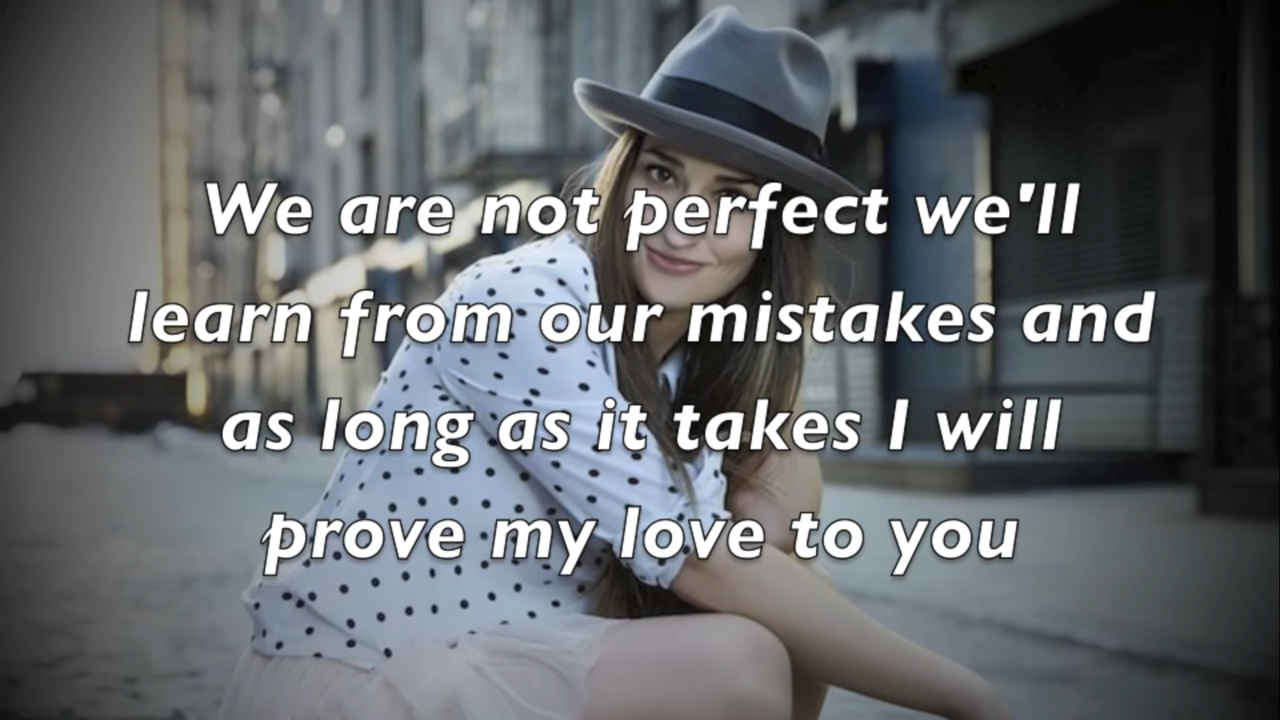 We are not perfect we'll
learn from our mistakes and
as long as it takes I will
prove my love to you